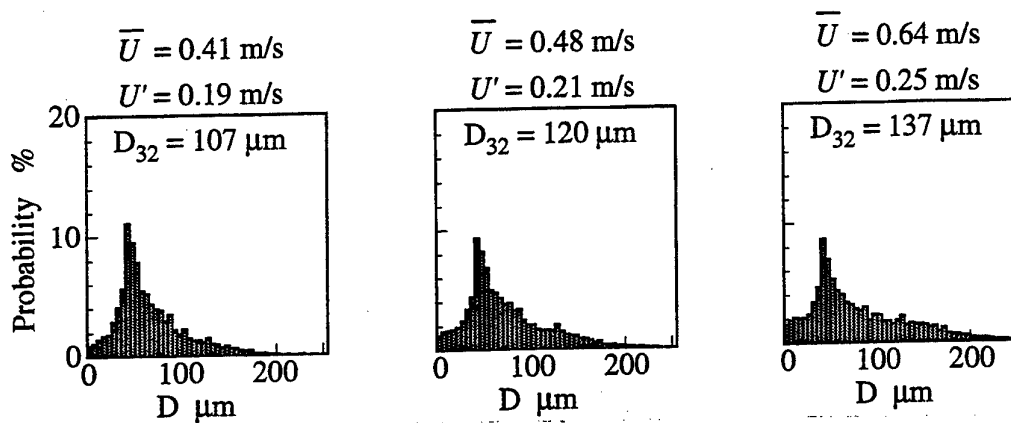 U̅ = 0.41 m/s
U' = 0.19 m/s
D₃₂ = 107 µm
Probability %
20
10
0
0 100 200
D µm
U̅ = 0.48 m/s
U' = 0.21 m/s
D₃₂ = 120 µm
0 100 200
D µm
U̅ = 0.64 m/s
U' = 0.25 m/s
D₃₂ = 137 µm
0 100 200
D µm